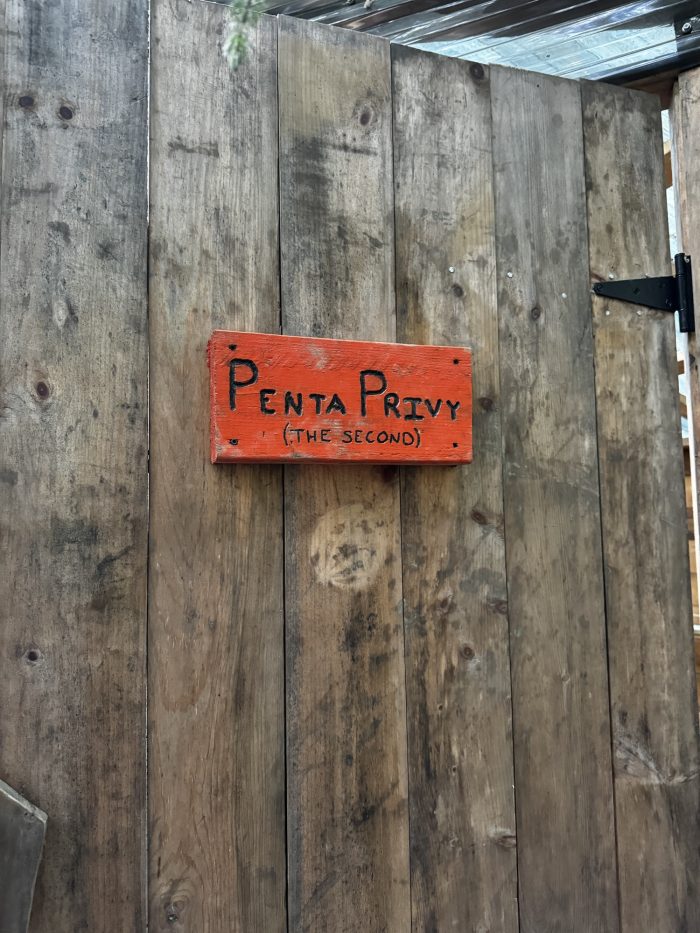 PENTA PRIVY
(THE SECOND)